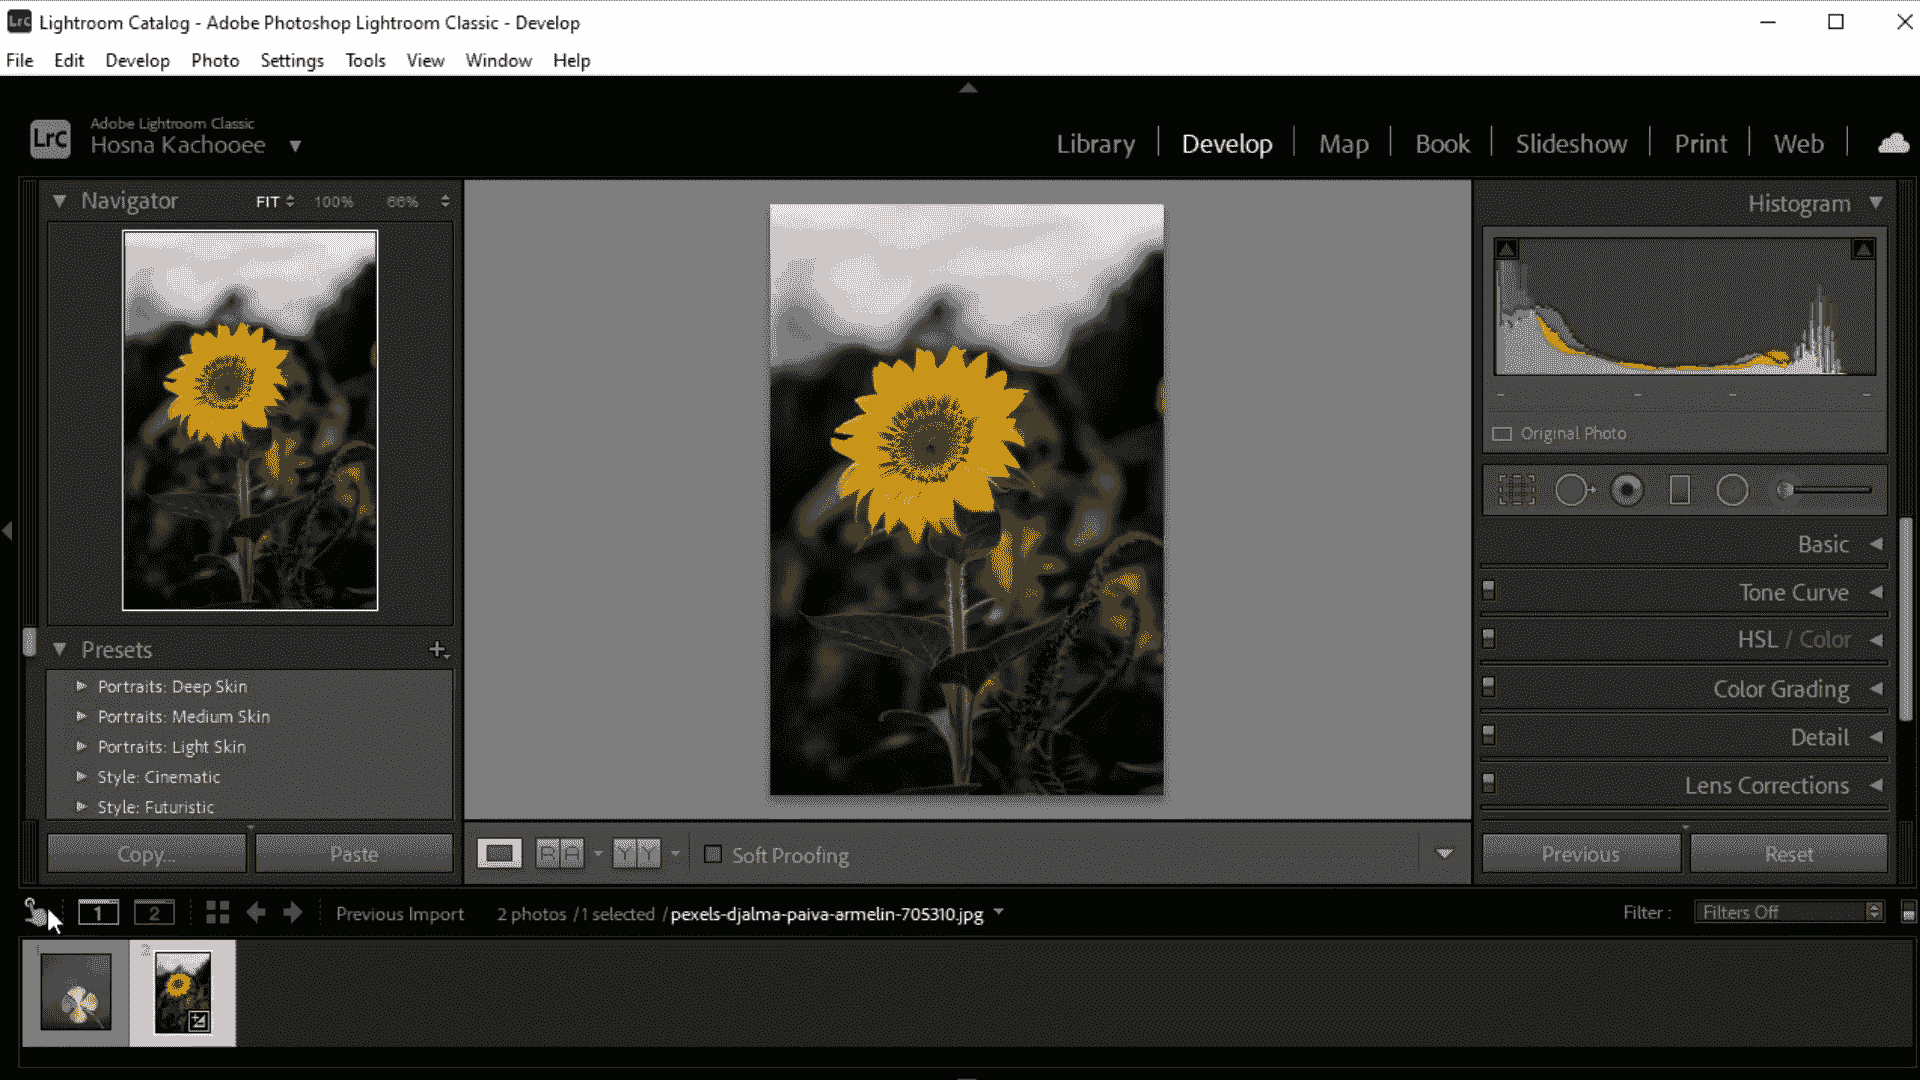 Lrc Lightroom Catalog - Adobe Photoshop Lightroom Classic - Develop
File Edit Develop Photo Settings Tools View Window Help
Lrc
Adobe Lightroom Classic
Hosna Kachooee
Library | Develop | Map | Book | Slideshow | Print | Web
Navigator FIT 100% 66%
Histogram
Original Photo
Basic
Tone Curve
HSL / Color
Color Grading
Detail
Lens Corrections
Presets
Portraits: Deep Skin
Portraits: Medium Skin
Portraits: Light Skin
Style: Cinematic
Style: Futuristic
Copy... Paste
R A Y Y Soft Proofing
Previous Reset
1 2 Previous Import 2 photos / 1 selected / pexels-djalma-paiva-armelin-705310.jpg
Filter : Filters Off
1 2